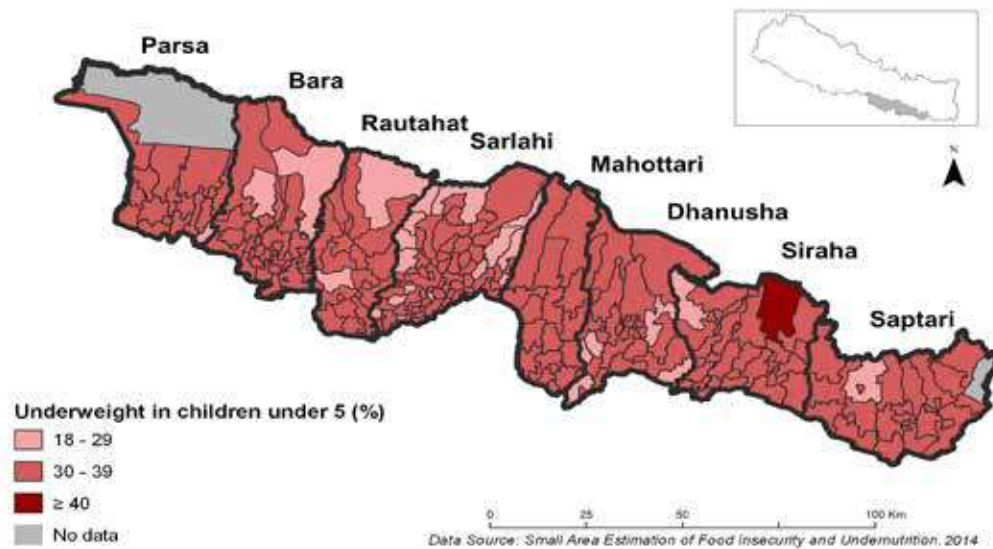 Parsa
Bara
Rautahat
Sarlahi
Mahottari
Dhanusha
Siraha
Saptari
N
Underweight in children under 5 (%)
18 - 29
30 - 39
≥ 40
No data
0 25 50 100 Km
Data Source: Small Area Estimation of Food Insecurity and Undernutrition, 2014